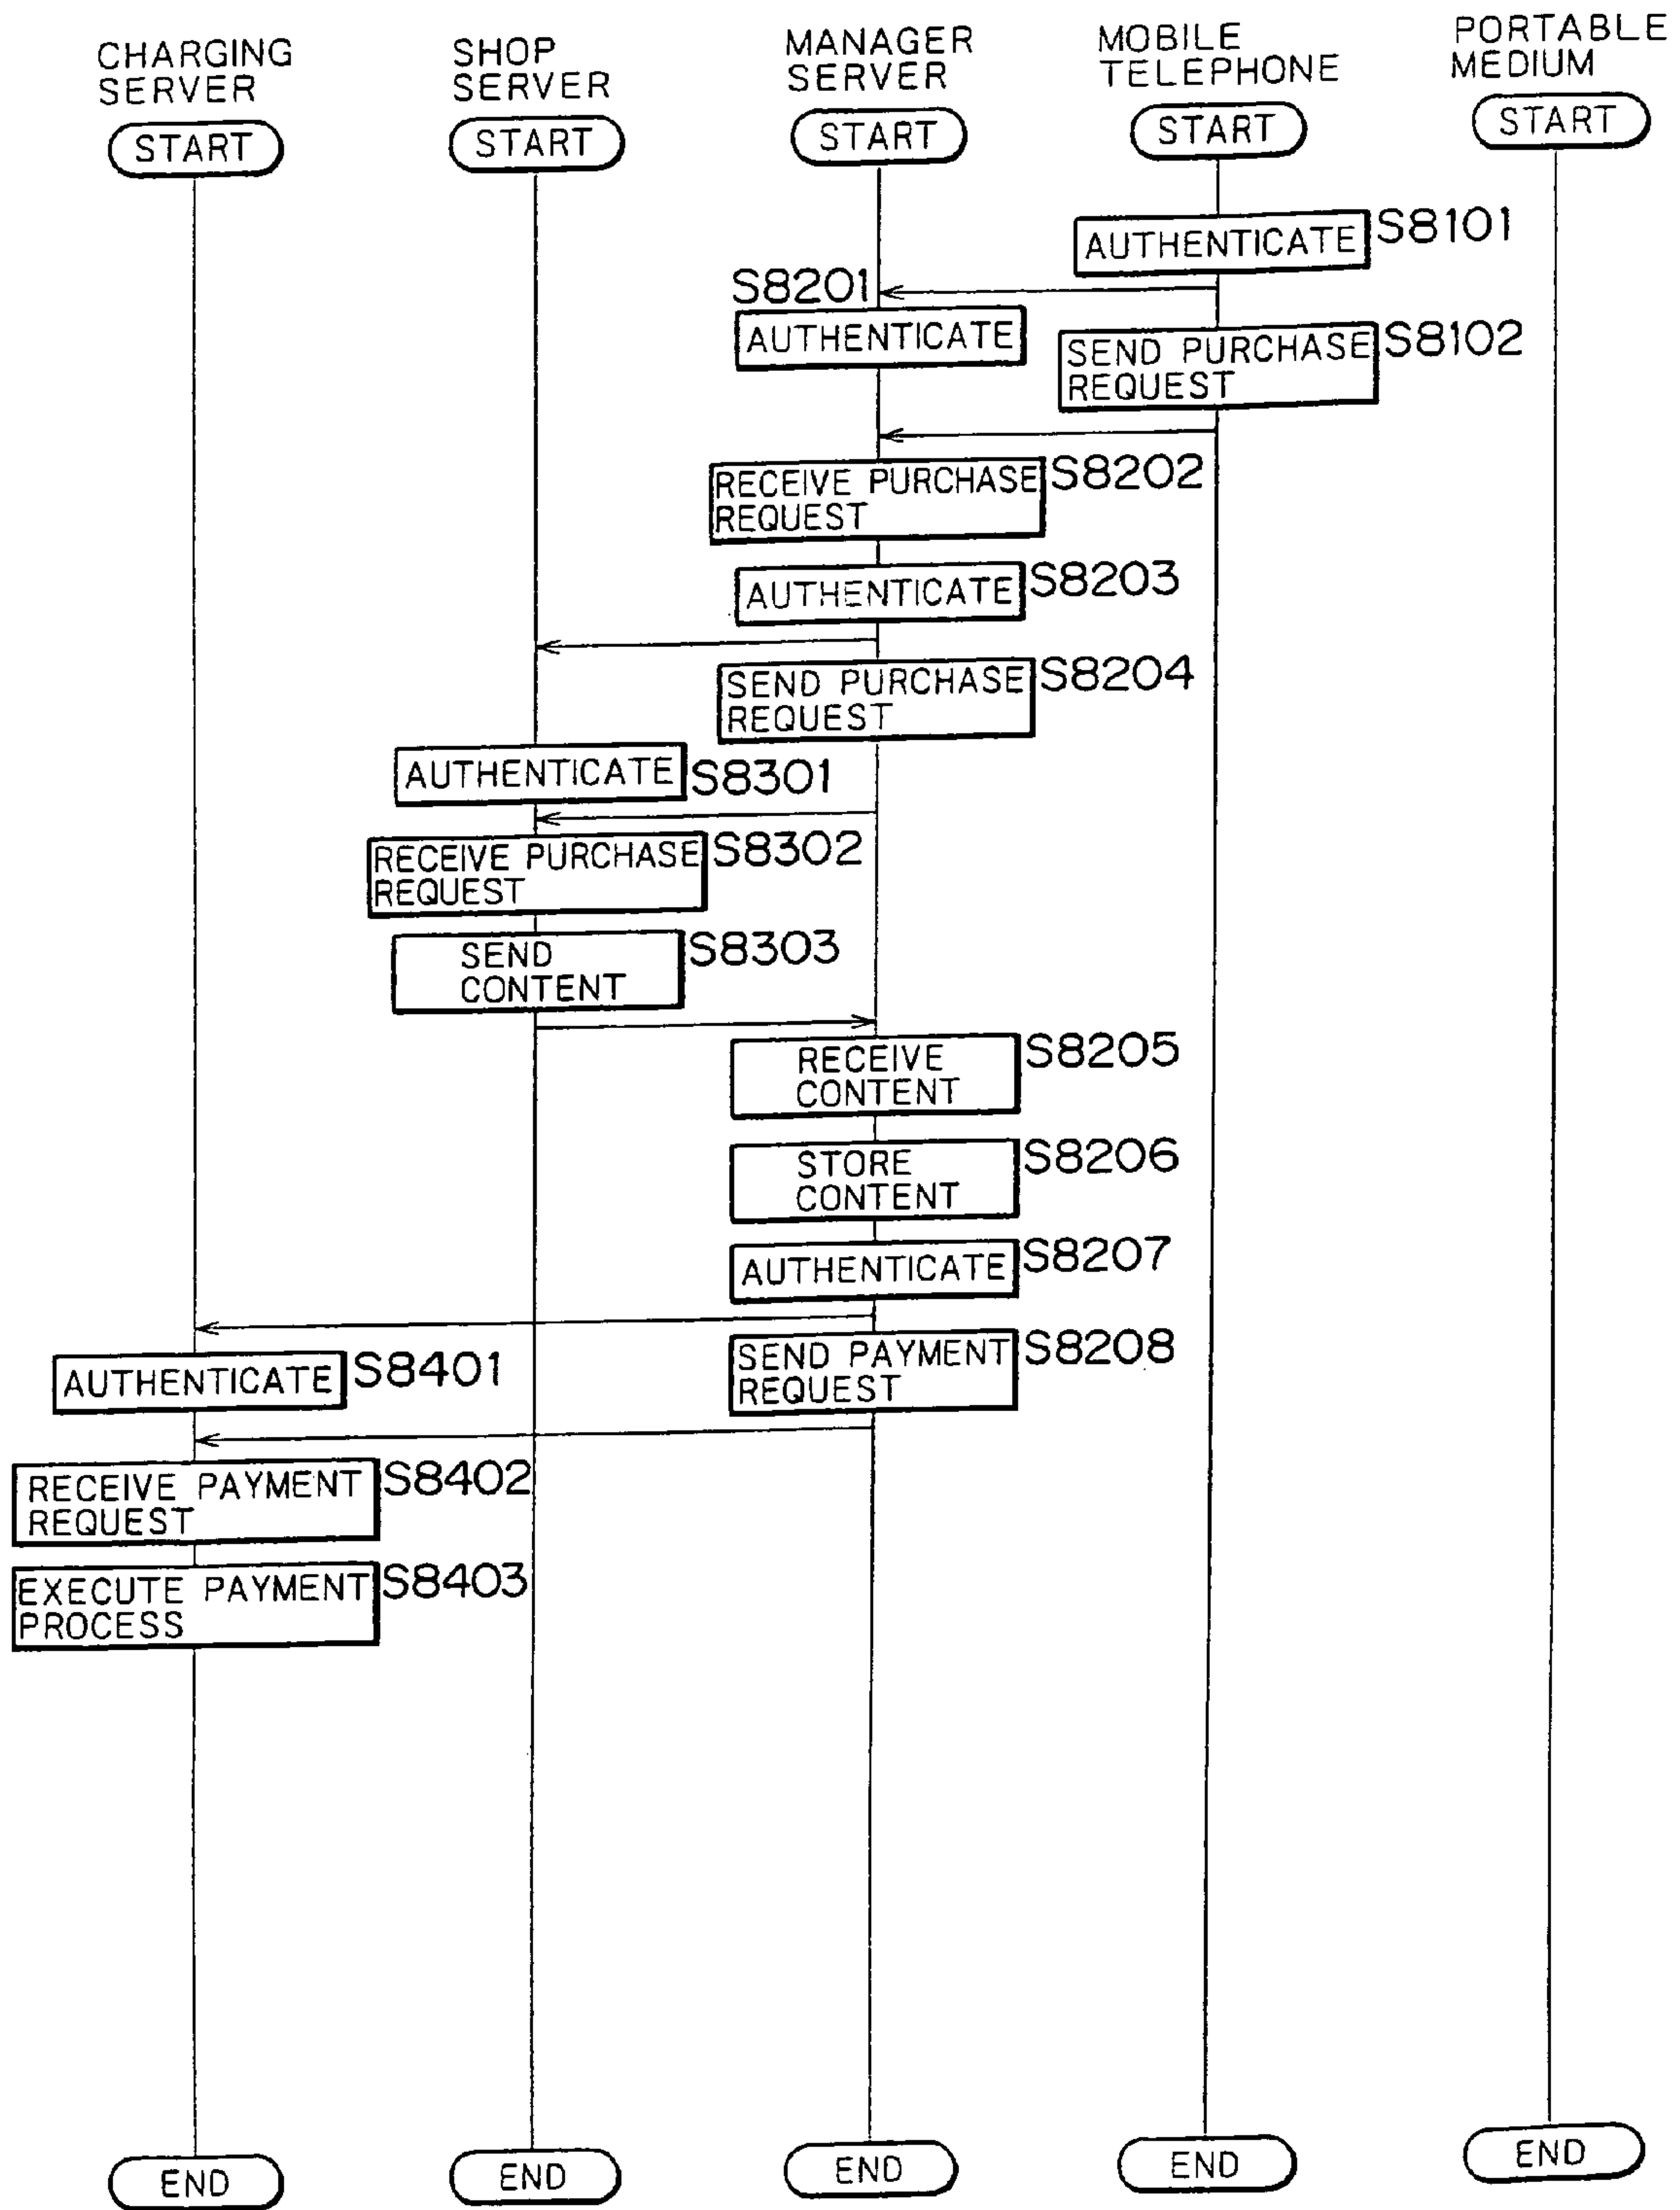 CHARGING
SERVER
SHOP
SERVER
MANAGER
SERVER
MOBILE
TELEPHONE
PORTABLE
MEDIUM
START
START
START
START
START
AUTHENTICATE
S8101
S8201
AUTHENTICATE
SEND PURCHASE
REQUEST
S8102
RECEIVE PURCHASE
REQUEST
S8202
AUTHENTICATE
S8203
SEND PURCHASE
REQUEST
S8204
AUTHENTICATE
S8301
RECEIVE PURCHASE
REQUEST
S8302
SEND
CONTENT
S8303
RECEIVE
CONTENT
S8205
STORE
CONTENT
S8206
AUTHENTICATE
S8207
SEND PAYMENT
REQUEST
S8208
AUTHENTICATE
S8401
RECEIVE PAYMENT
REQUEST
S8402
EXECUTE PAYMENT
PROCESS
S8403
END
END
END
END
END